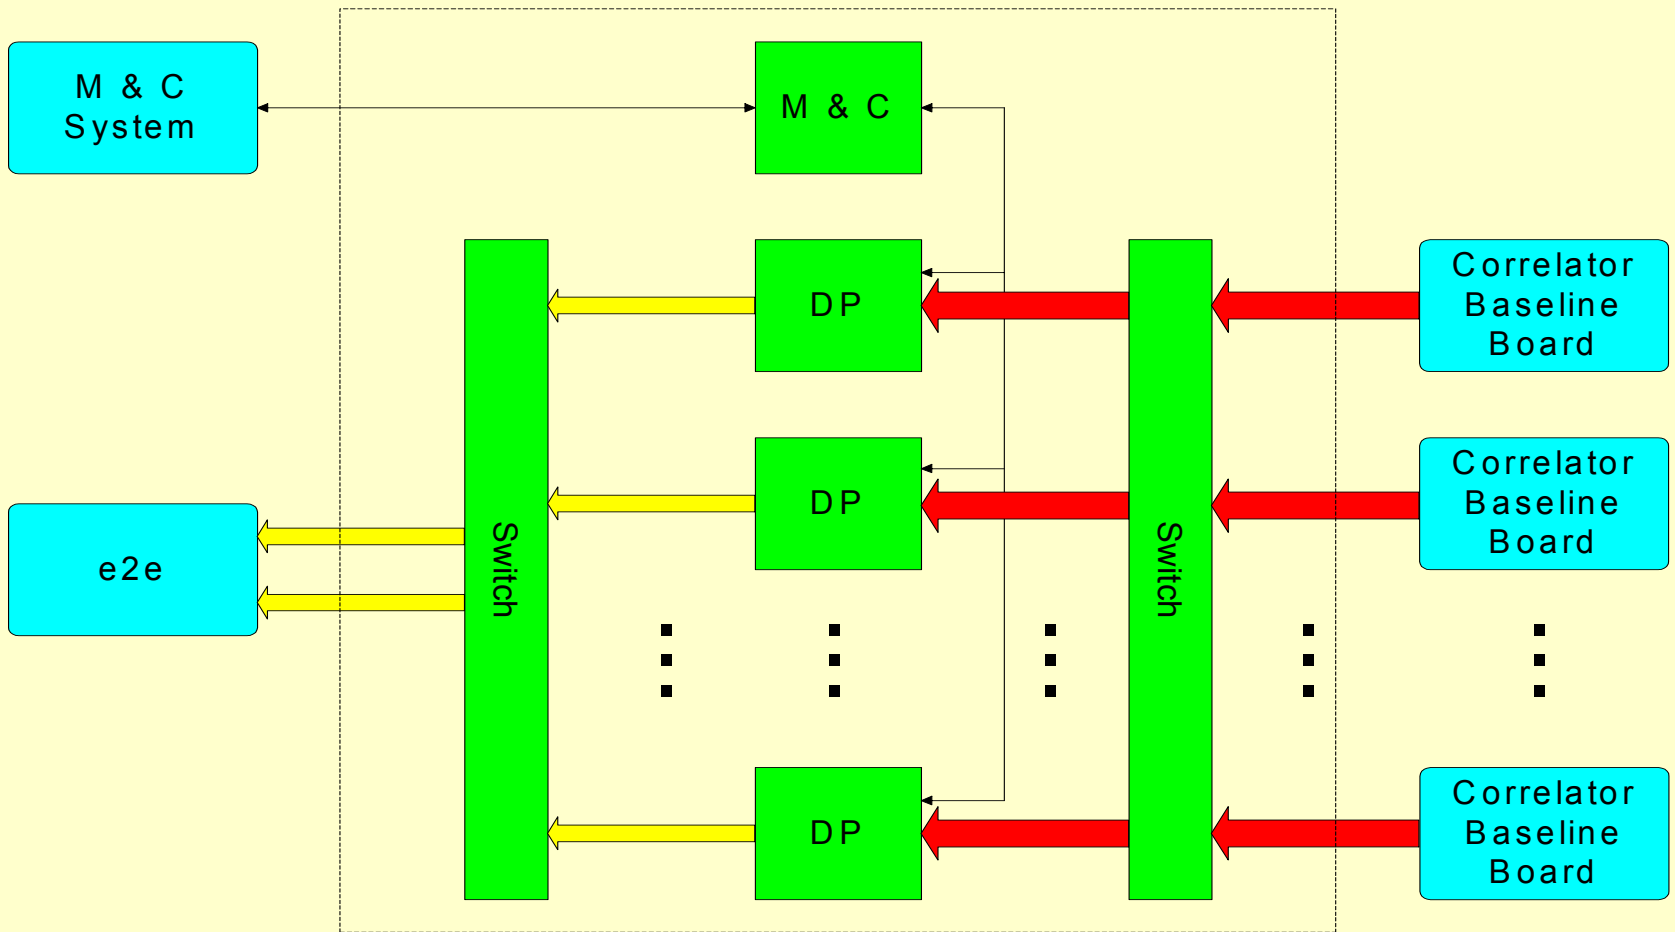 M & C
System
M & C
DP
Correlator
Baseline
Board
DP
Correlator
Baseline
Board
e2e
Switch
Switch
DP
Correlator
Baseline
Board